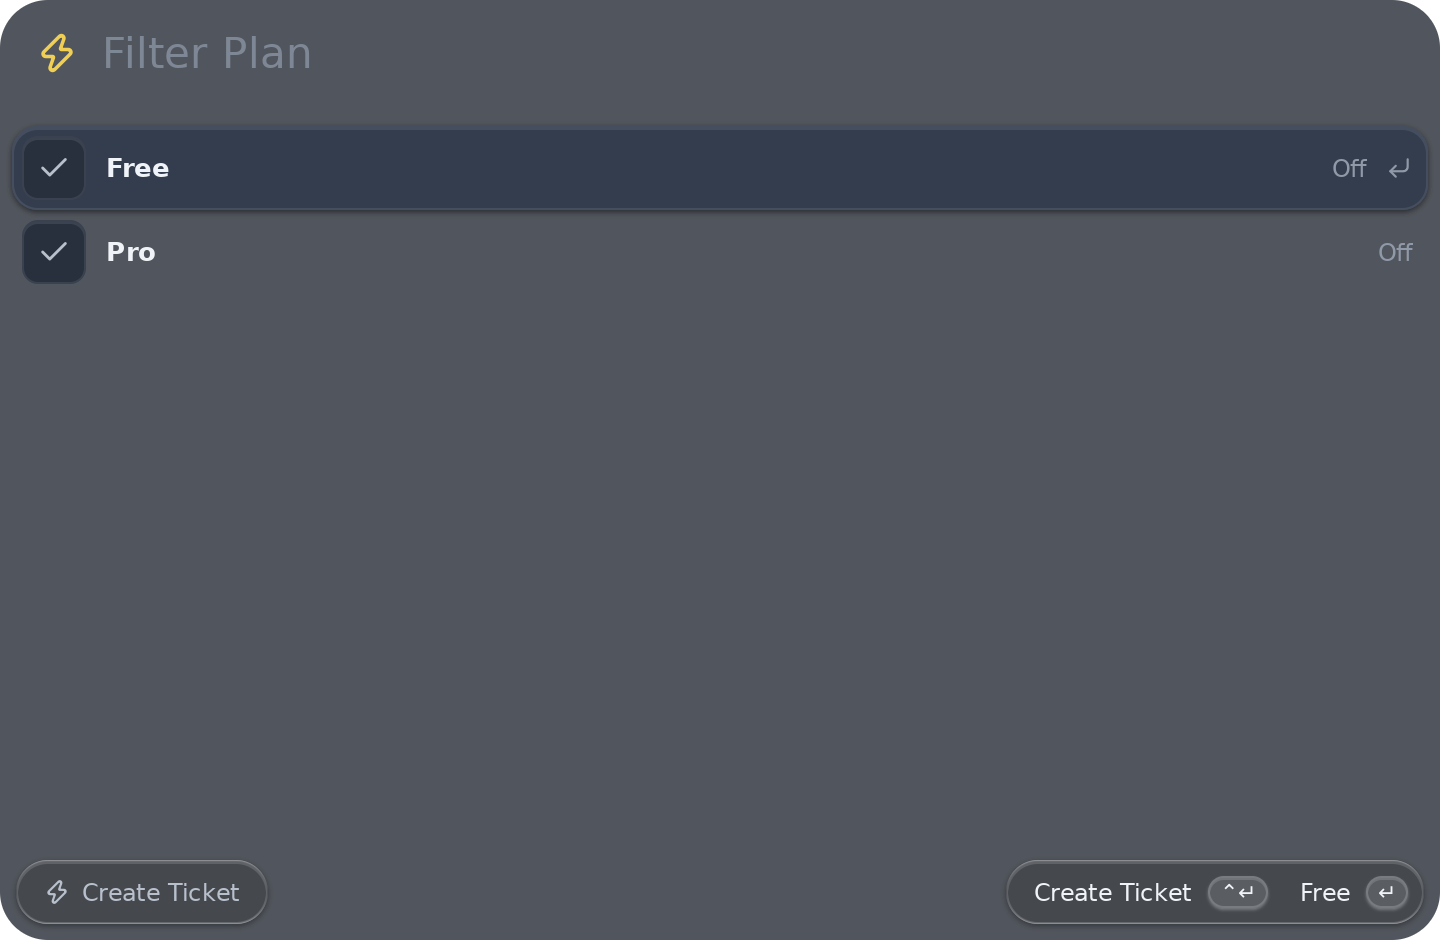 Filter Plan
Free Off
Pro Off
Create Ticket
Create Ticket ^↵ Free ↵